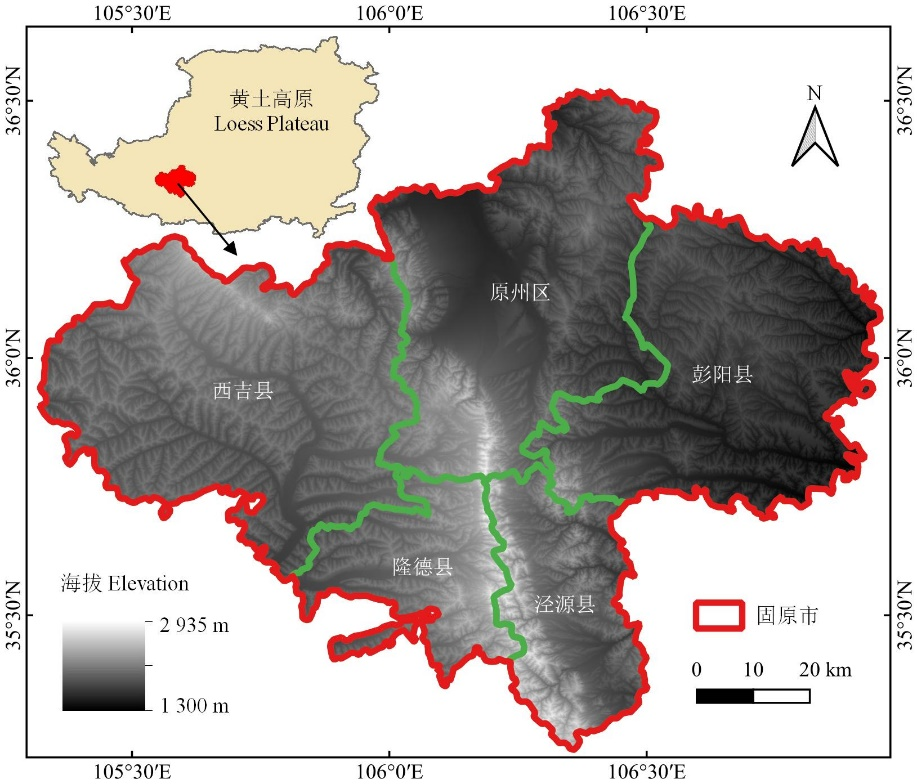 105°30′E 106°0′E 106°30′E
36°30′N
36°0′N
35°30′N
黄土高原
Loess Plateau
N
36°30′N
原州区
彭阳县
西吉县
36°0′N
隆德县
泾源县
海拔 Elevation
2 935 m
1 300 m
固原市
0 10 20 km
35°30′N
105°30′E 106°0′E 106°30′E